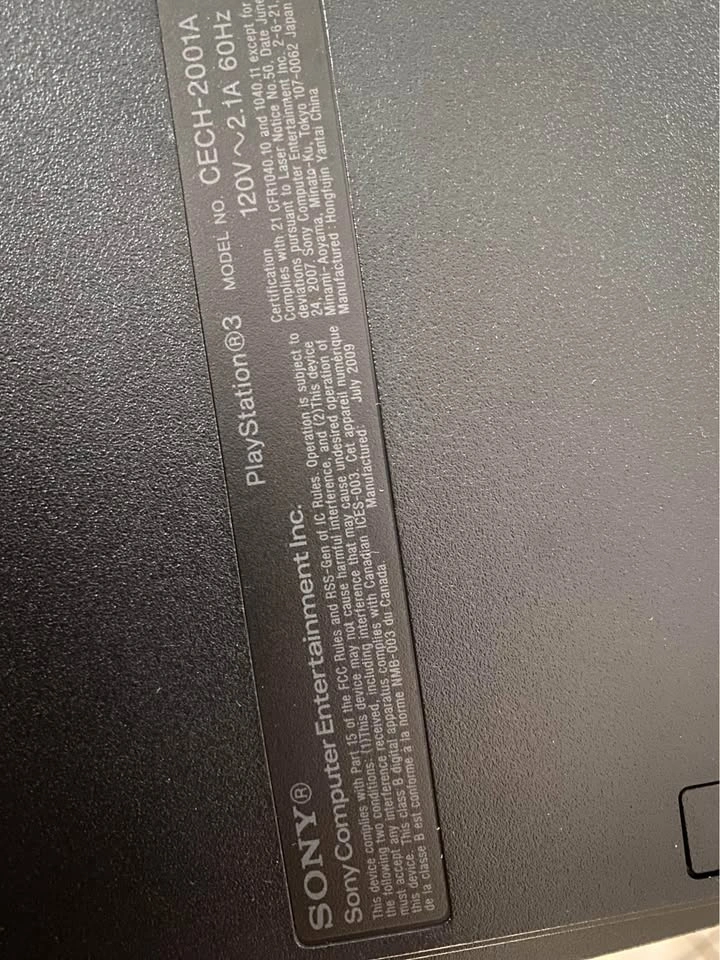 SONY®
Sony Computer Entertainment Inc.
This device complies with Part 15 of the FCC Rules and RSS-Gen of IC Rules. Operation is subject to
the following two conditions: (1)This device may not cause harmful interference, and (2)This device
must accept any interference received, including interference that may cause undesired operation of
this device. This class B digital apparatus complies with Canadian ICES-003. Cet appareil numérique
de la classe B est conforme à la norme NMB-003 du Canada.
Manufactured: July 2009
PlayStation®3
MODEL NO. CECH-2001A
120V ~ 2.1A 60Hz
Certification
Complies with 21 CFR1040.10 and 1040.11 except for
deviations pursuant to Laser Notice No.50, Date June
24, 2007 Sony Computer Entertainment Inc. 2-6-21,
Minami-Aoyama, Minato-Ku, Tokyo 107-0062 Japan
Manufactured : Hongfujin Yantai China